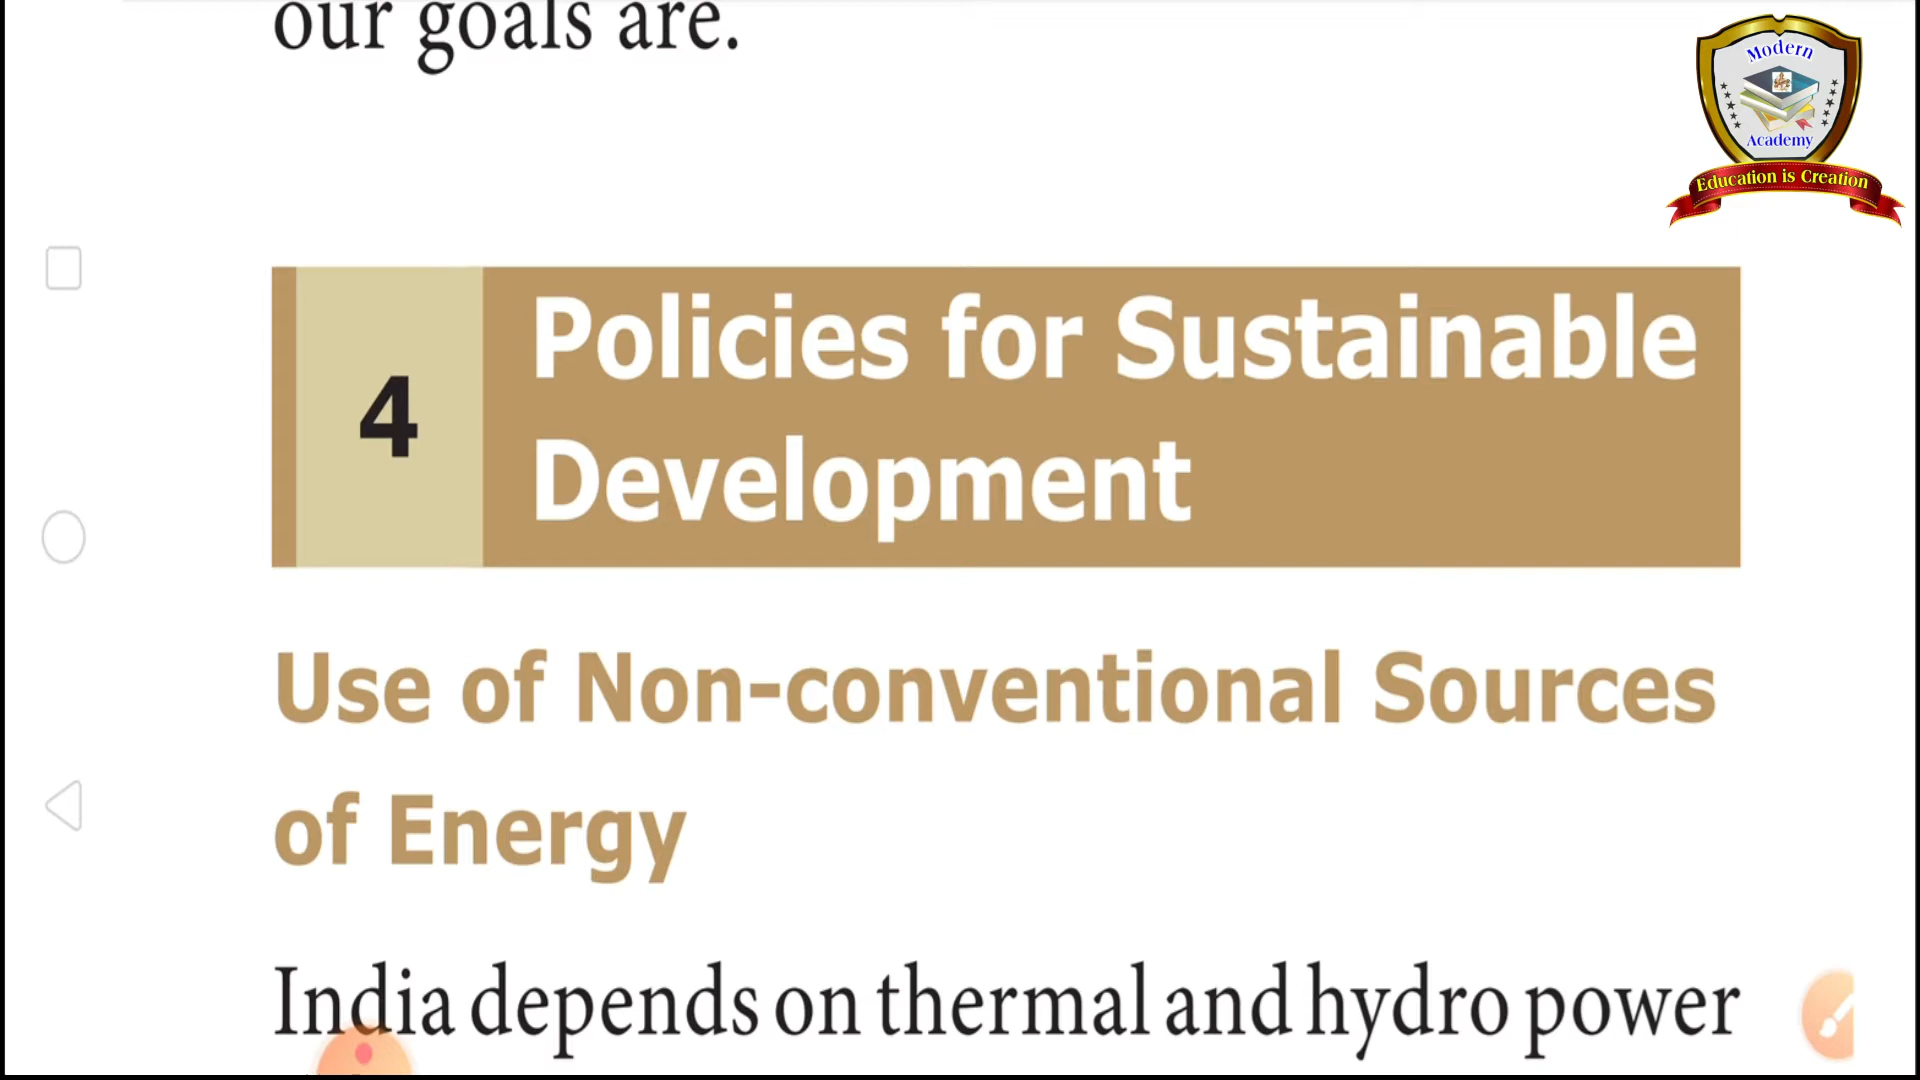 our goals are.
Modern
Academy
Education is Creation
4
Policies for Sustainable
Development
Use of Non-conventional Sources
of Energy
India depends on thermal and hydro power